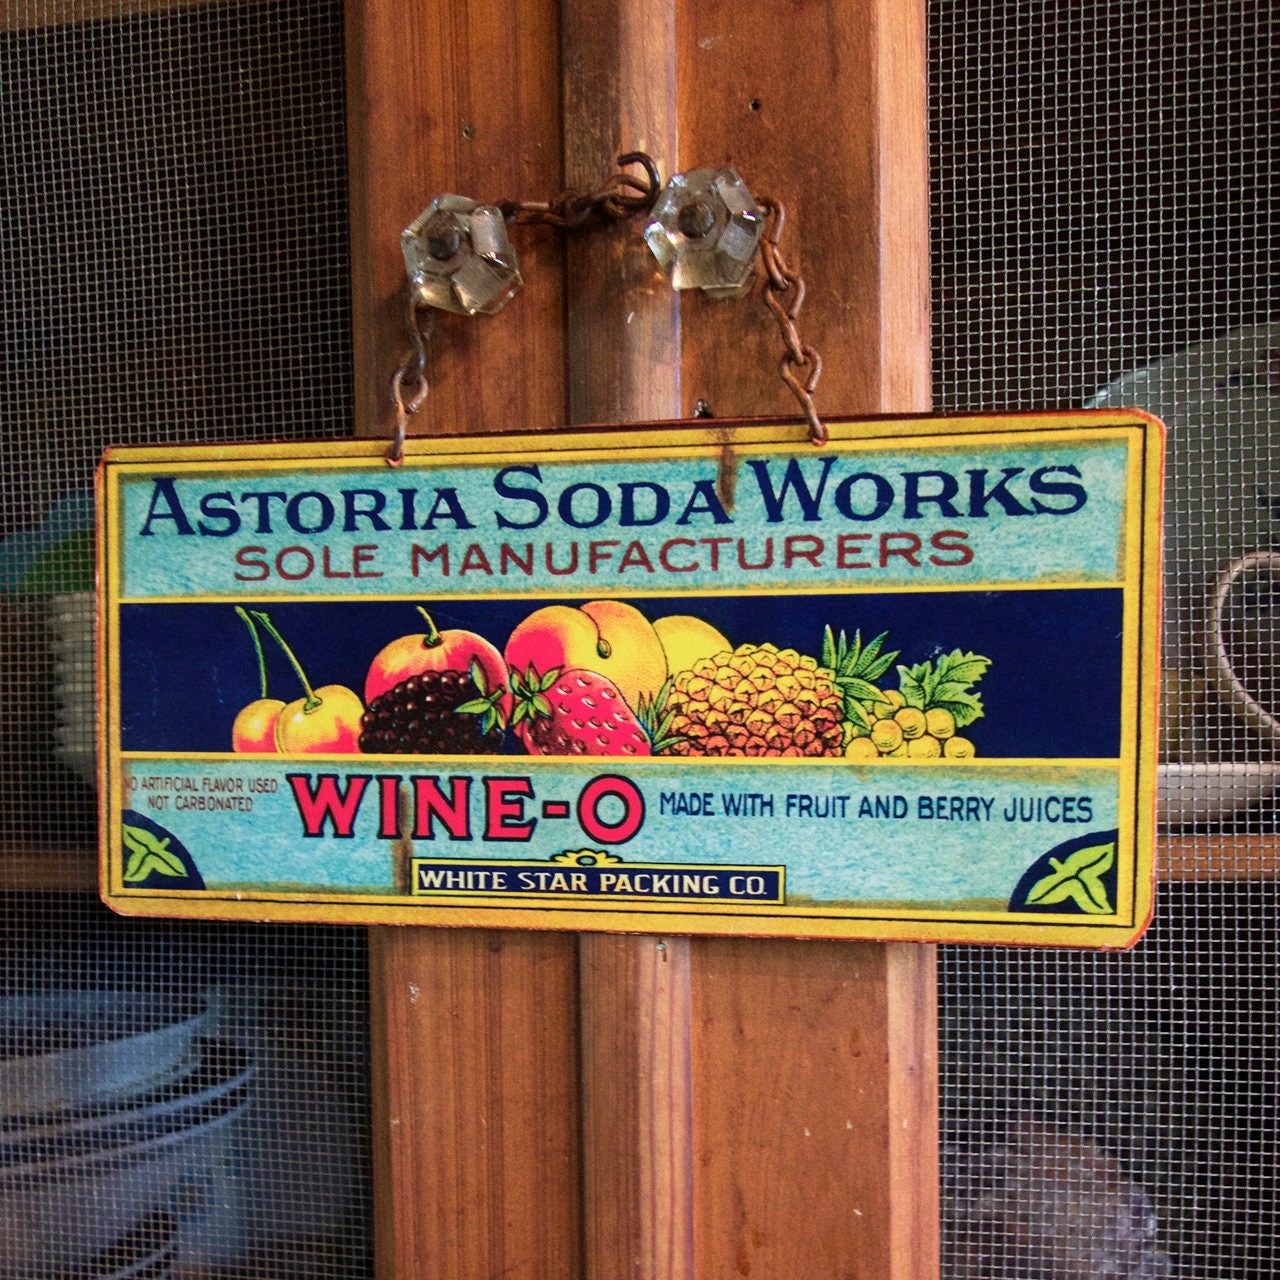 ASTORIA SODA WORKS
SOLE MANUFACTURERS
NO ARTIFICIAL FLAVOR USED
NOT CARBONATED
WINE-O
MADE WITH FRUIT AND BERRY JUICES
WHITE STAR PACKING CO.